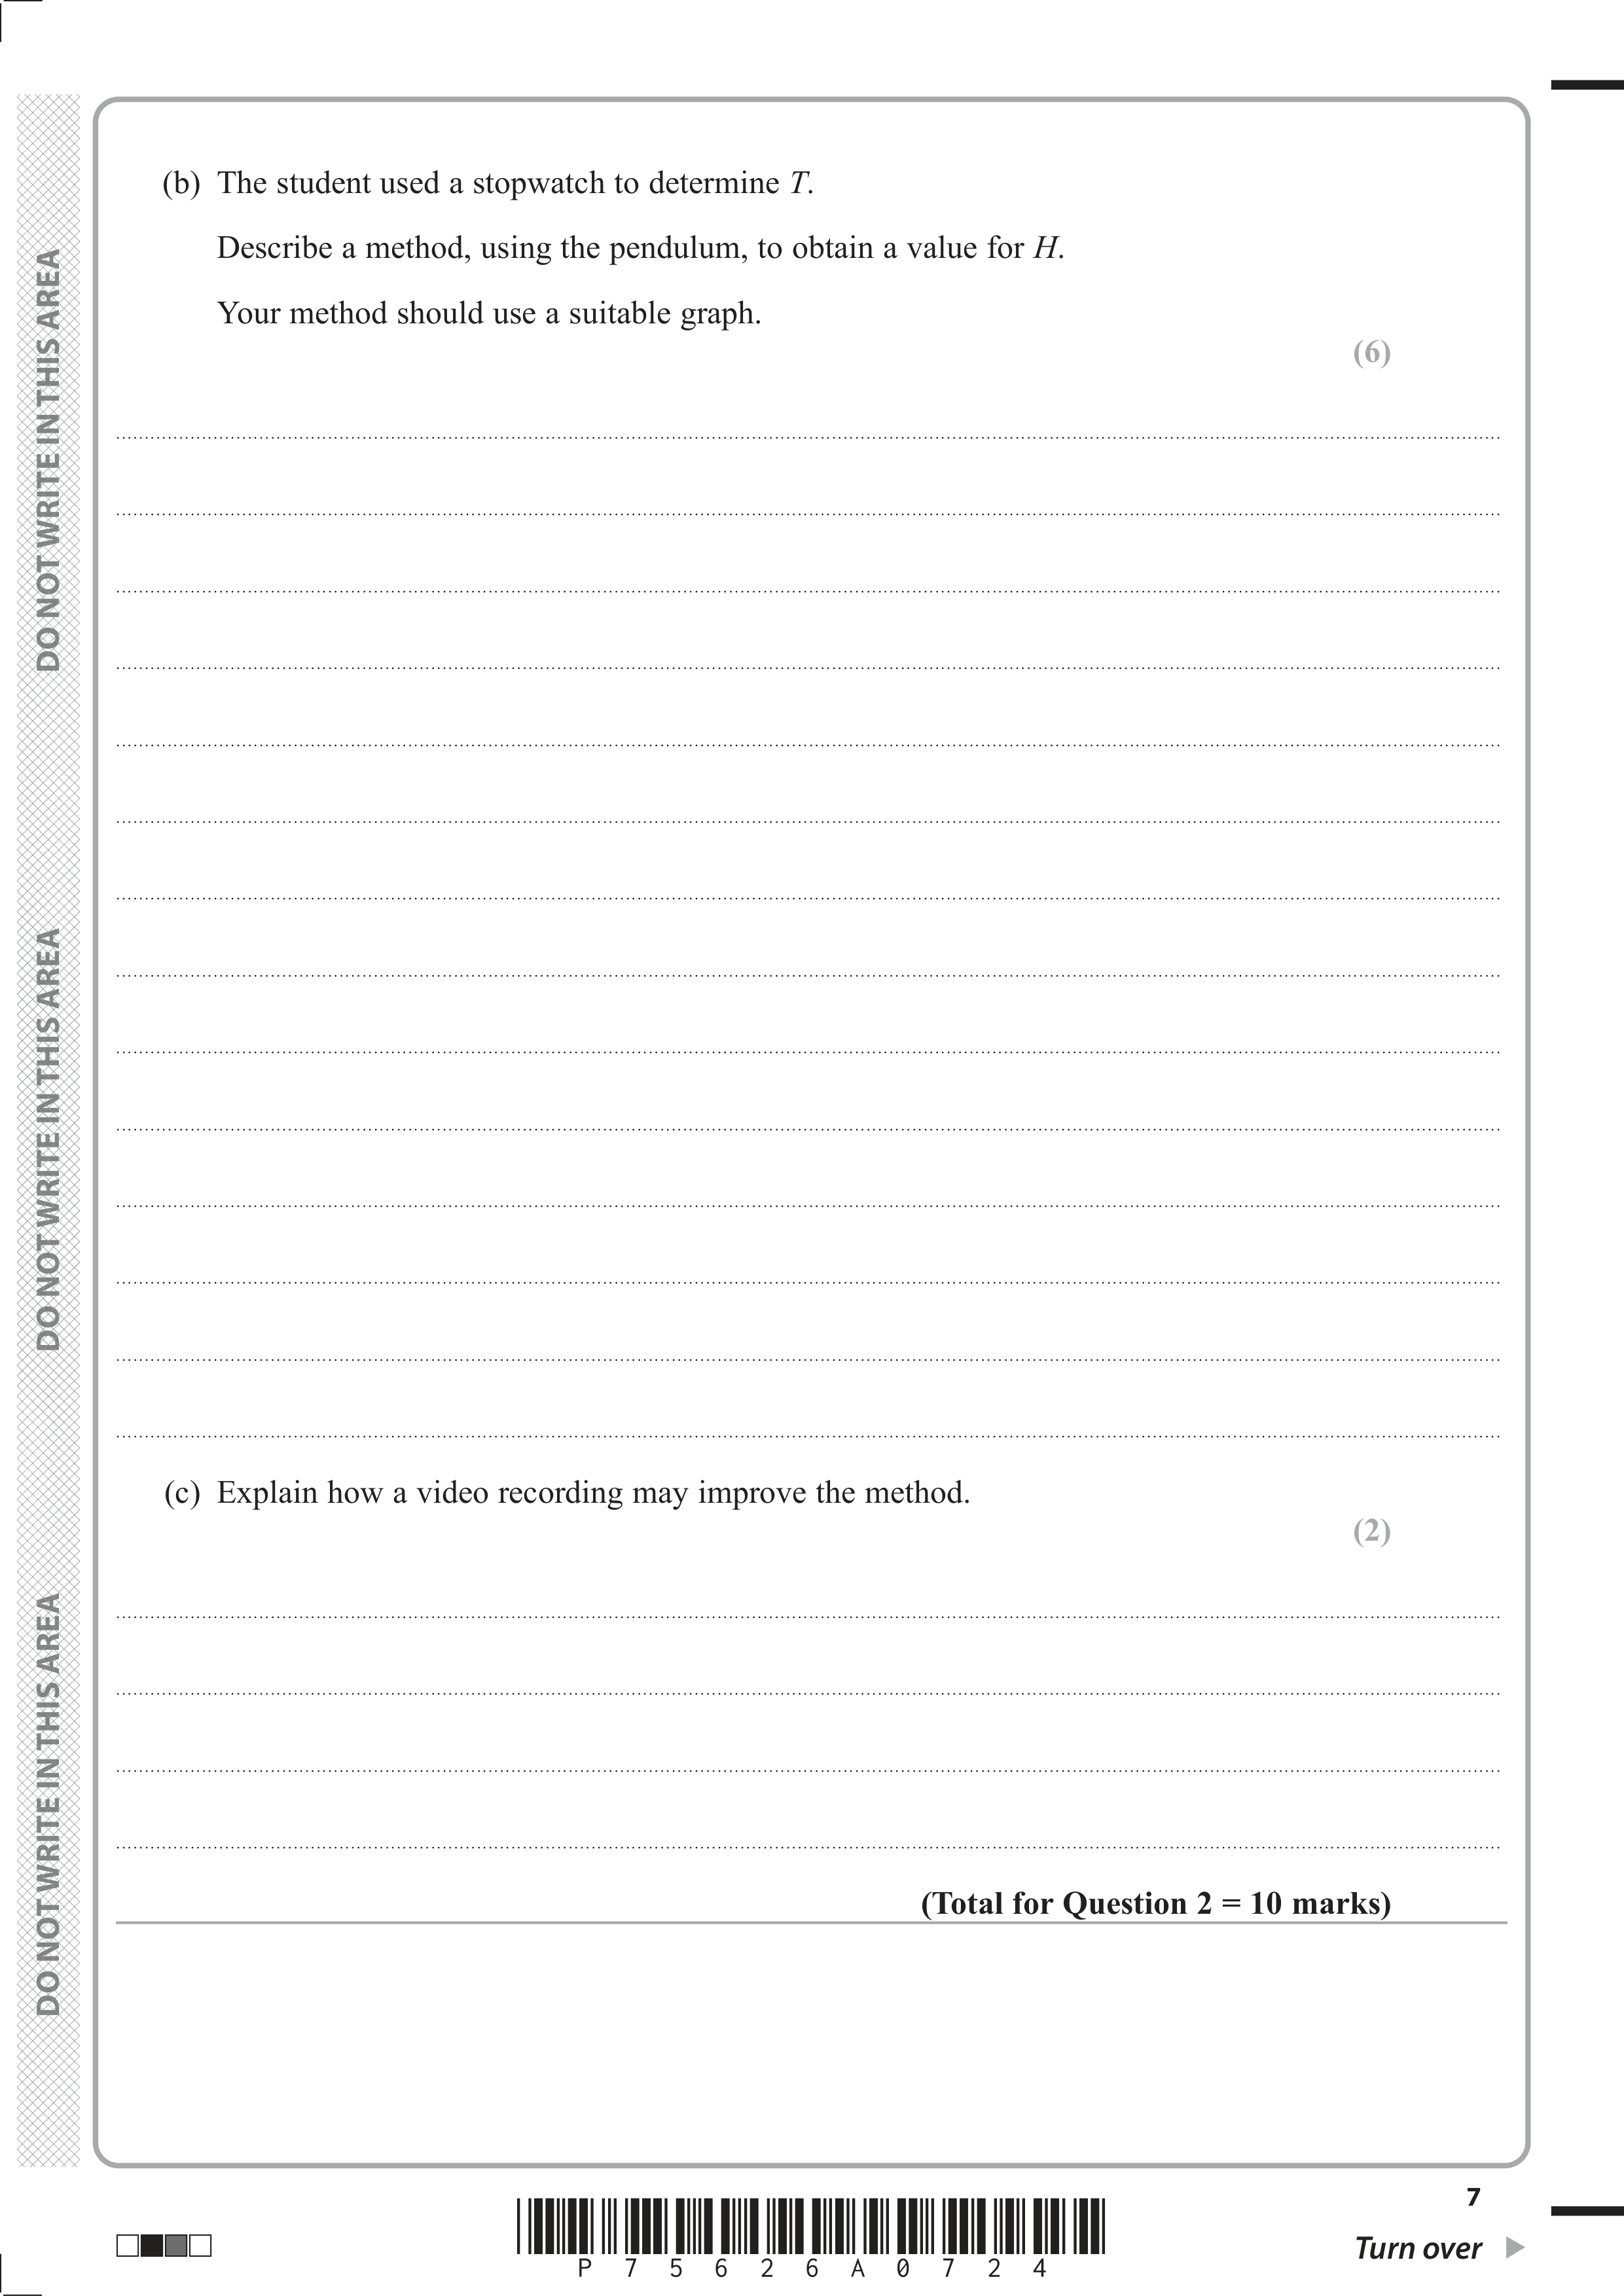 (b) The student used a stopwatch to determine T.
Describe a method, using the pendulum, to obtain a value for H.
Your method should use a suitable graph.
(6)
(c) Explain how a video recording may improve the method.
(2)
(Total for Question 2 = 10 marks)
DO NOT WRITE IN THIS AREA
DO NOT WRITE IN THIS AREA
DO NOT WRITE IN THIS AREA
P 7 5 6 2 6 A 0 7 2 4
7
Turn over